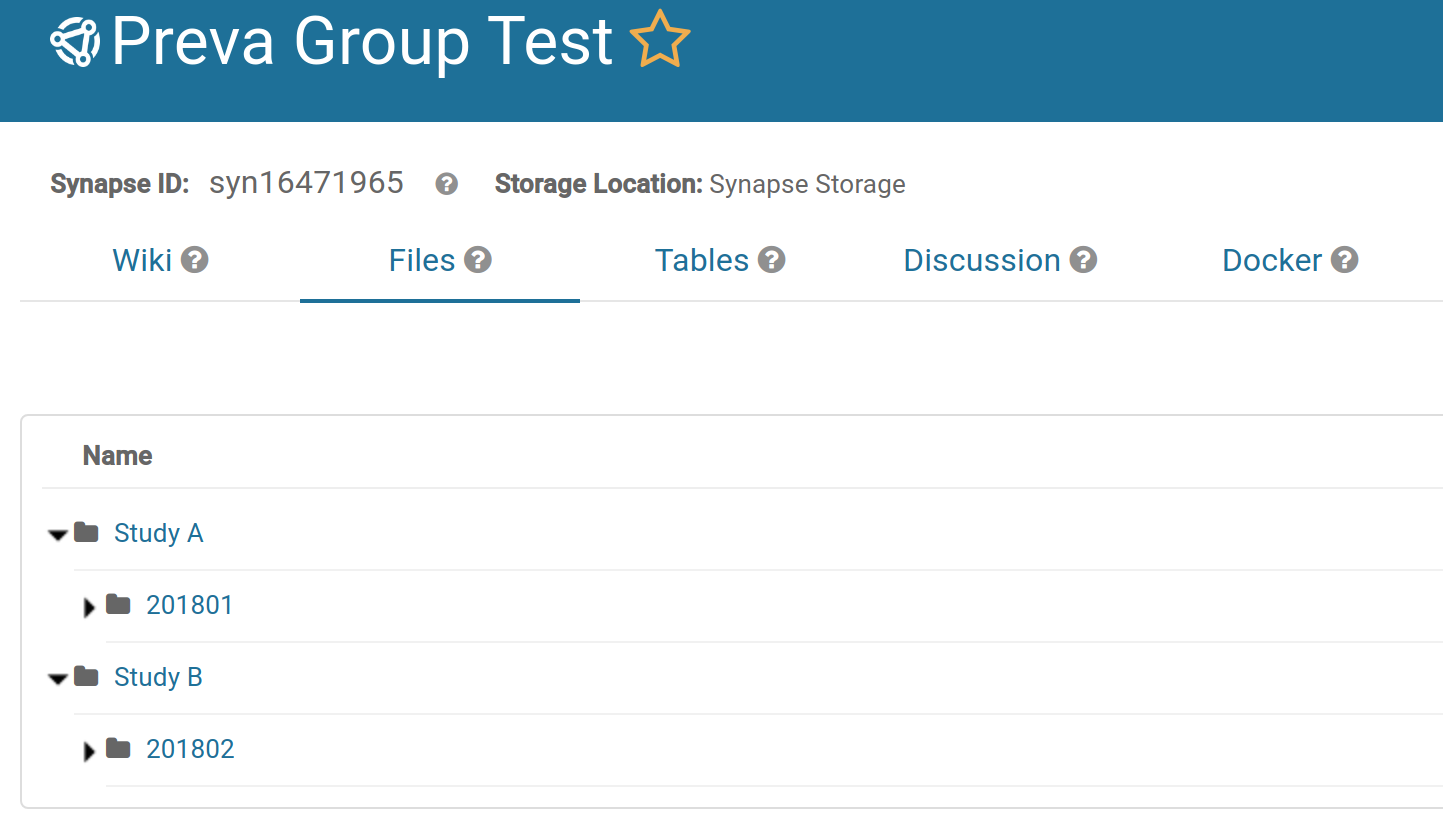 Preva Group Test
Synapse ID: syn16471965 ? Storage Location: Synapse Storage
Wiki ? Files ? Tables ? Discussion ? Docker ?
Name
Study A
201801
Study B
201802